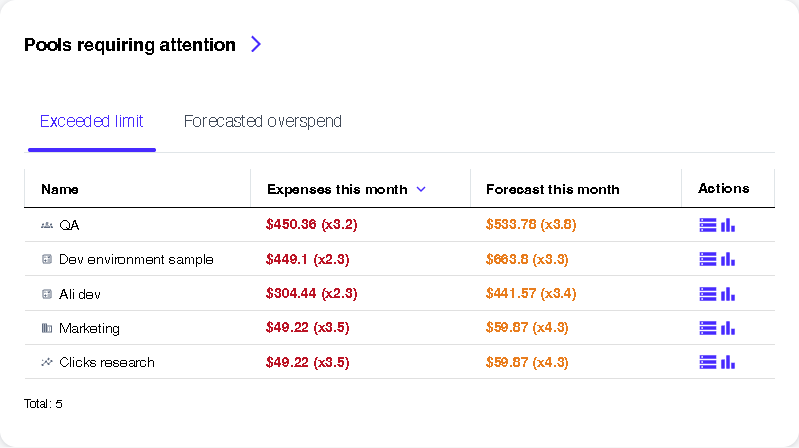 Pools requiring attention
Exceeded limit Forecasted overspend
Name Expenses this month Forecast this month Actions
QA $450.36 (x3.2) $533.78 (x3.8)
Dev environment sample $449.1 (x2.3) $663.8 (x3.3)
Ali dev $304.44 (x2.3) $441.57 (x3.4)
Marketing $49.22 (x3.5) $59.87 (x4.3)
Clicks research $49.22 (x3.5) $59.87 (x4.3)
Total: 5